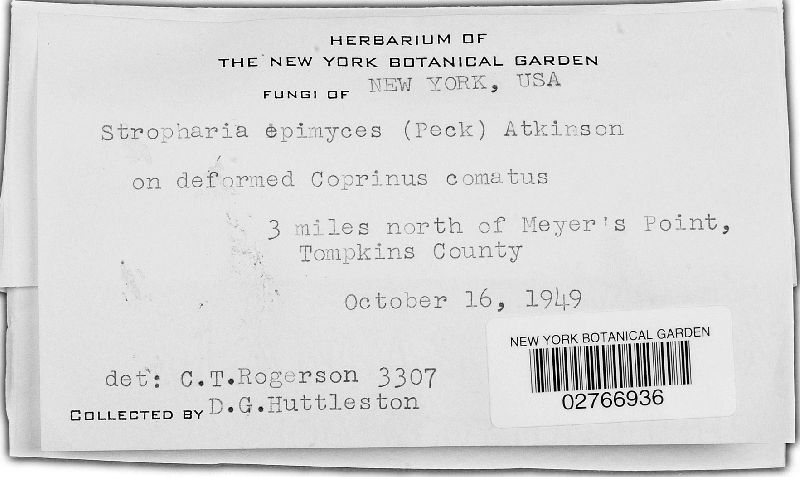 HERBARIUM OF
THE NEW YORK BOTANICAL GARDEN
FUNGI OF NEW YORK, USA
Stropharia epimyces (Peck) Atkinson
on deformed Coprinus comatus
3 miles north of Meyer's Point,
Tompkins County
October 16, 1949
det: C.T.Rogerson 3307
COLLECTED BY D.G.Huttleston
NEW YORK BOTANICAL GARDEN
02766936